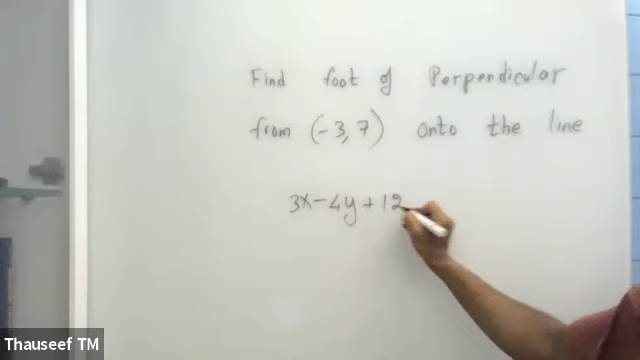 Find foot of Perpendicular
from (-3, 7) onto the line
3x - 4y + 12
Thauseef TM